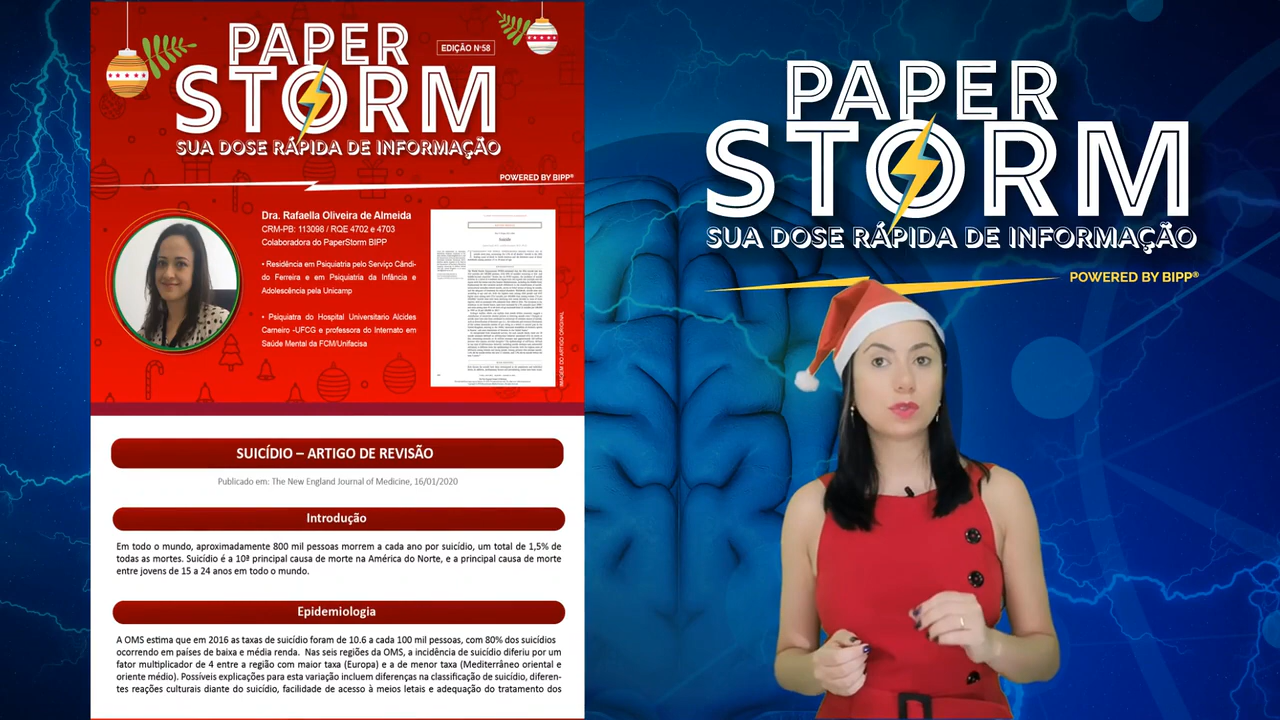 PAPER
STORM
EDIÇÃO Nº58
SUA DOSE RÁPIDA DE INFORMAÇÃO
POWERED BY BIPP®
Dra. Rafaella Oliveira de Almeida
CRM-PB: 113098 / RQE 4702 e 4703
Colaboradora do PaperStorm BIPP
• Residência em Psiquiatria pelo Serviço Cândi-
do Ferreira e em Psiquiatria da Infância e
Adolescência pela Unicamp
• Psiquiatra do Hospital Universitario Alcides
Carneiro -UFCG e professora do Internato em
Saúde Mental da FCM/Unifacisa
IMAGEM DO ARTIGO ORIGINAL
SUICÍDIO – ARTIGO DE REVISÃO
Publicado em: The New England Journal of Medicine, 16/01/2020
Introdução
Em todo o mundo, aproximadamente 800 mil pessoas morrem a cada ano por suicídio, um total de 1,5% de
todas as mortes. Suicídio é a 10ª principal causa de morte na América do Norte, e a principal causa de morte
entre jovens de 15 a 24 anos em todo o mundo.
Epidemiologia
A OMS estima que em 2016 as taxas de suicídio foram de 10.6 a cada 100 mil pessoas, com 80% dos suicídios
ocorrendo em países de baixa e média renda. Nas seis regiões da OMS, a incidência de suicídio diferiu por um
fator multiplicador de 4 entre a região com maior taxa (Europa) e a de menor taxa (Mediterrâneo oriental e
oriente médio). Possíveis explicações para esta variação incluem diferenças na classificação de suicídio, diferen-
tes reações culturais diante do suicídio, facilidade de acesso à meios letais e adequação do tratamento dos
PAPER
STORM
SUA DOSE RÁPIDA DE INFORMAÇÃO
POWERED BY BIPP®